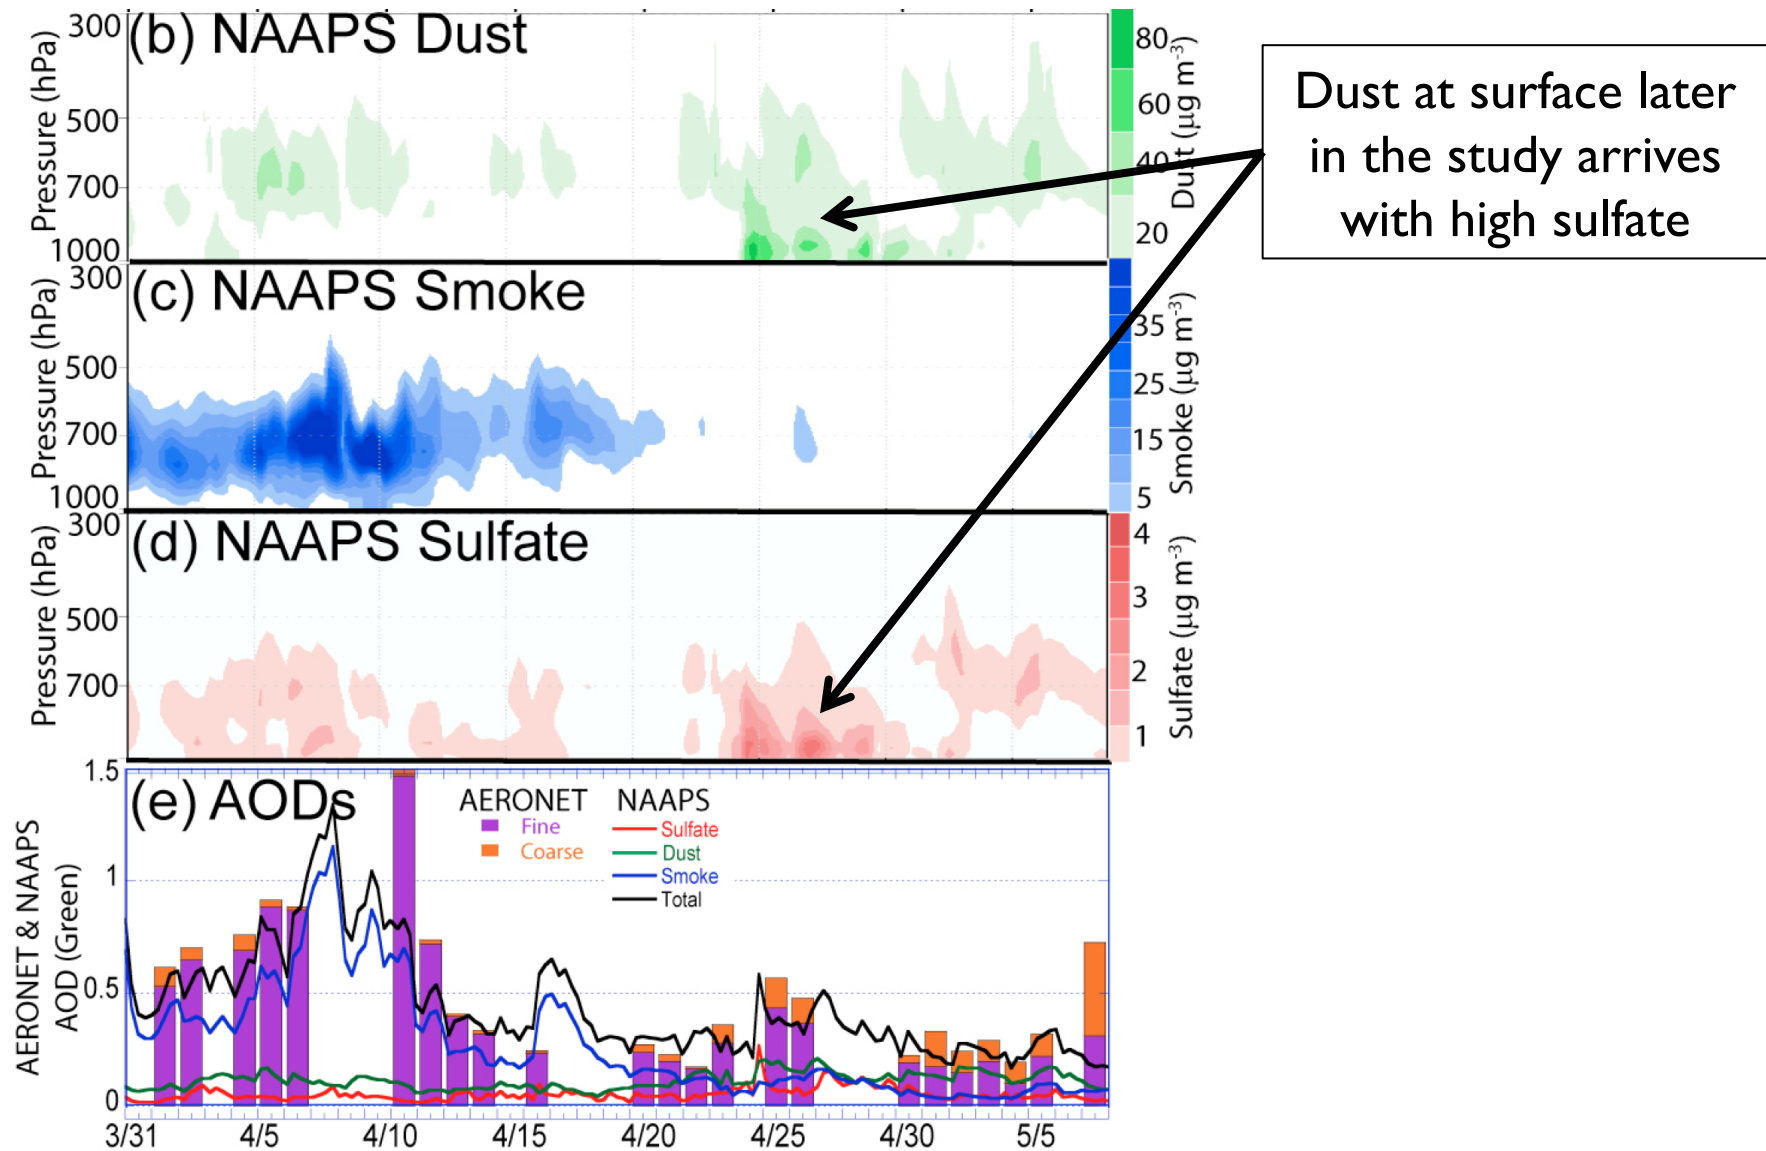 (b) NAAPS Dust
Pressure (hPa)
300
500
700
1000
80
60
40
20
Dust (µg m-3)
Dust at surface later
in the study arrives
with high sulfate
(c) NAAPS Smoke
Pressure (hPa)
300
500
700
1000
35
25
15
5
Smoke (µg m-3)
(d) NAAPS Sulfate
Pressure (hPa)
300
500
700
4
3
2
1
Sulfate (µg m-3)
(e) AODs
AERONET & NAAPS
AOD (Green)
1.5
1
0.5
0
AERONET
Fine
Coarse
NAAPS
Sulfate
Dust
Smoke
Total
3/31 4/5 4/10 4/15 4/20 4/25 4/30 5/5